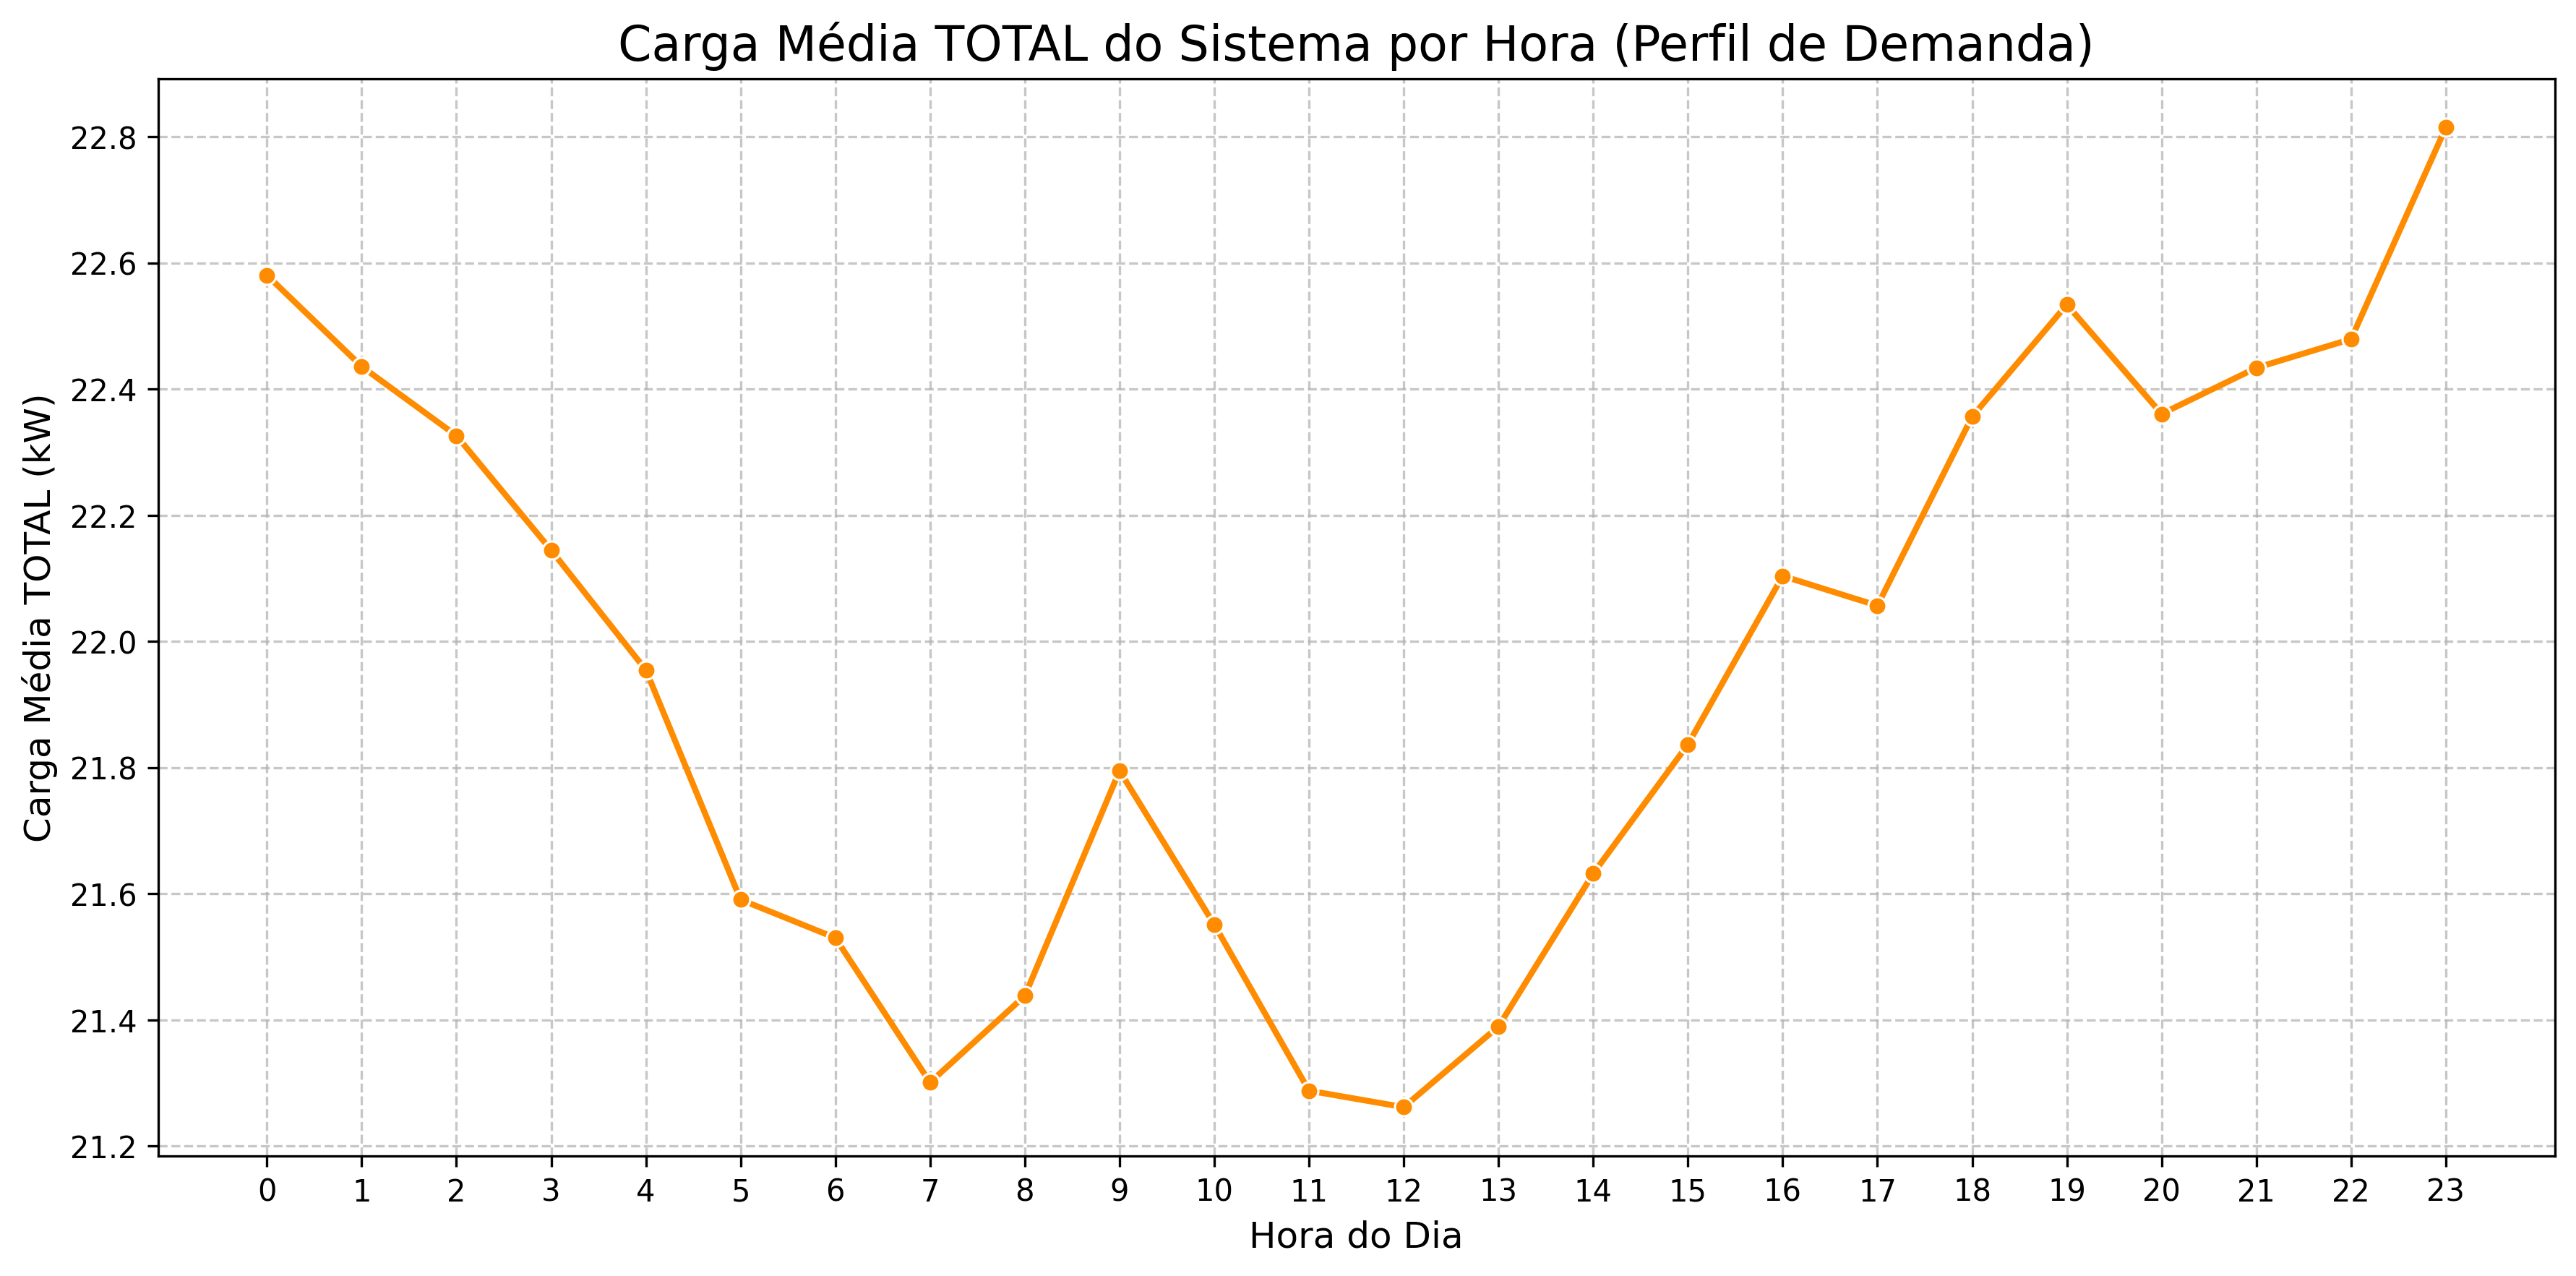 Carga Média TOTAL do Sistema por Hora (Perfil de Demanda)
Carga Média TOTAL (kW)
22.8
22.6
22.4
22.2
22.0
21.8
21.6
21.4
21.2
0 1 2 3 4 5 6 7 8 9 10 11 12 13 14 15 16 17 18 19 20 21 22 23
Hora do Dia